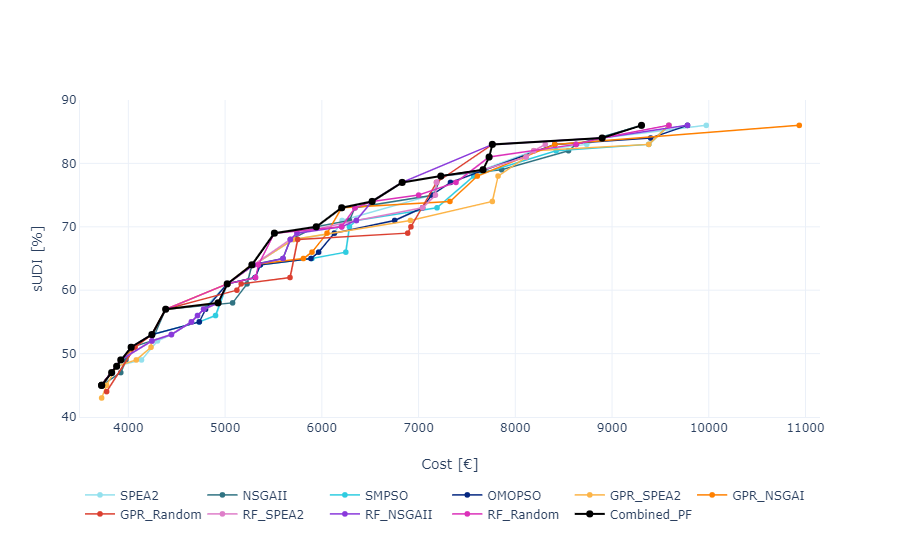 90
80
70
60
50
40
sUDI [%]
4000 5000 6000 7000 8000 9000 10000 11000
Cost [€]
SPEA2 NSGAII SMPSO OMOPSO GPR_SPEA2 GPR_NSGAI
GPR_Random RF_SPEA2 RF_NSGAII RF_Random Combined_PF